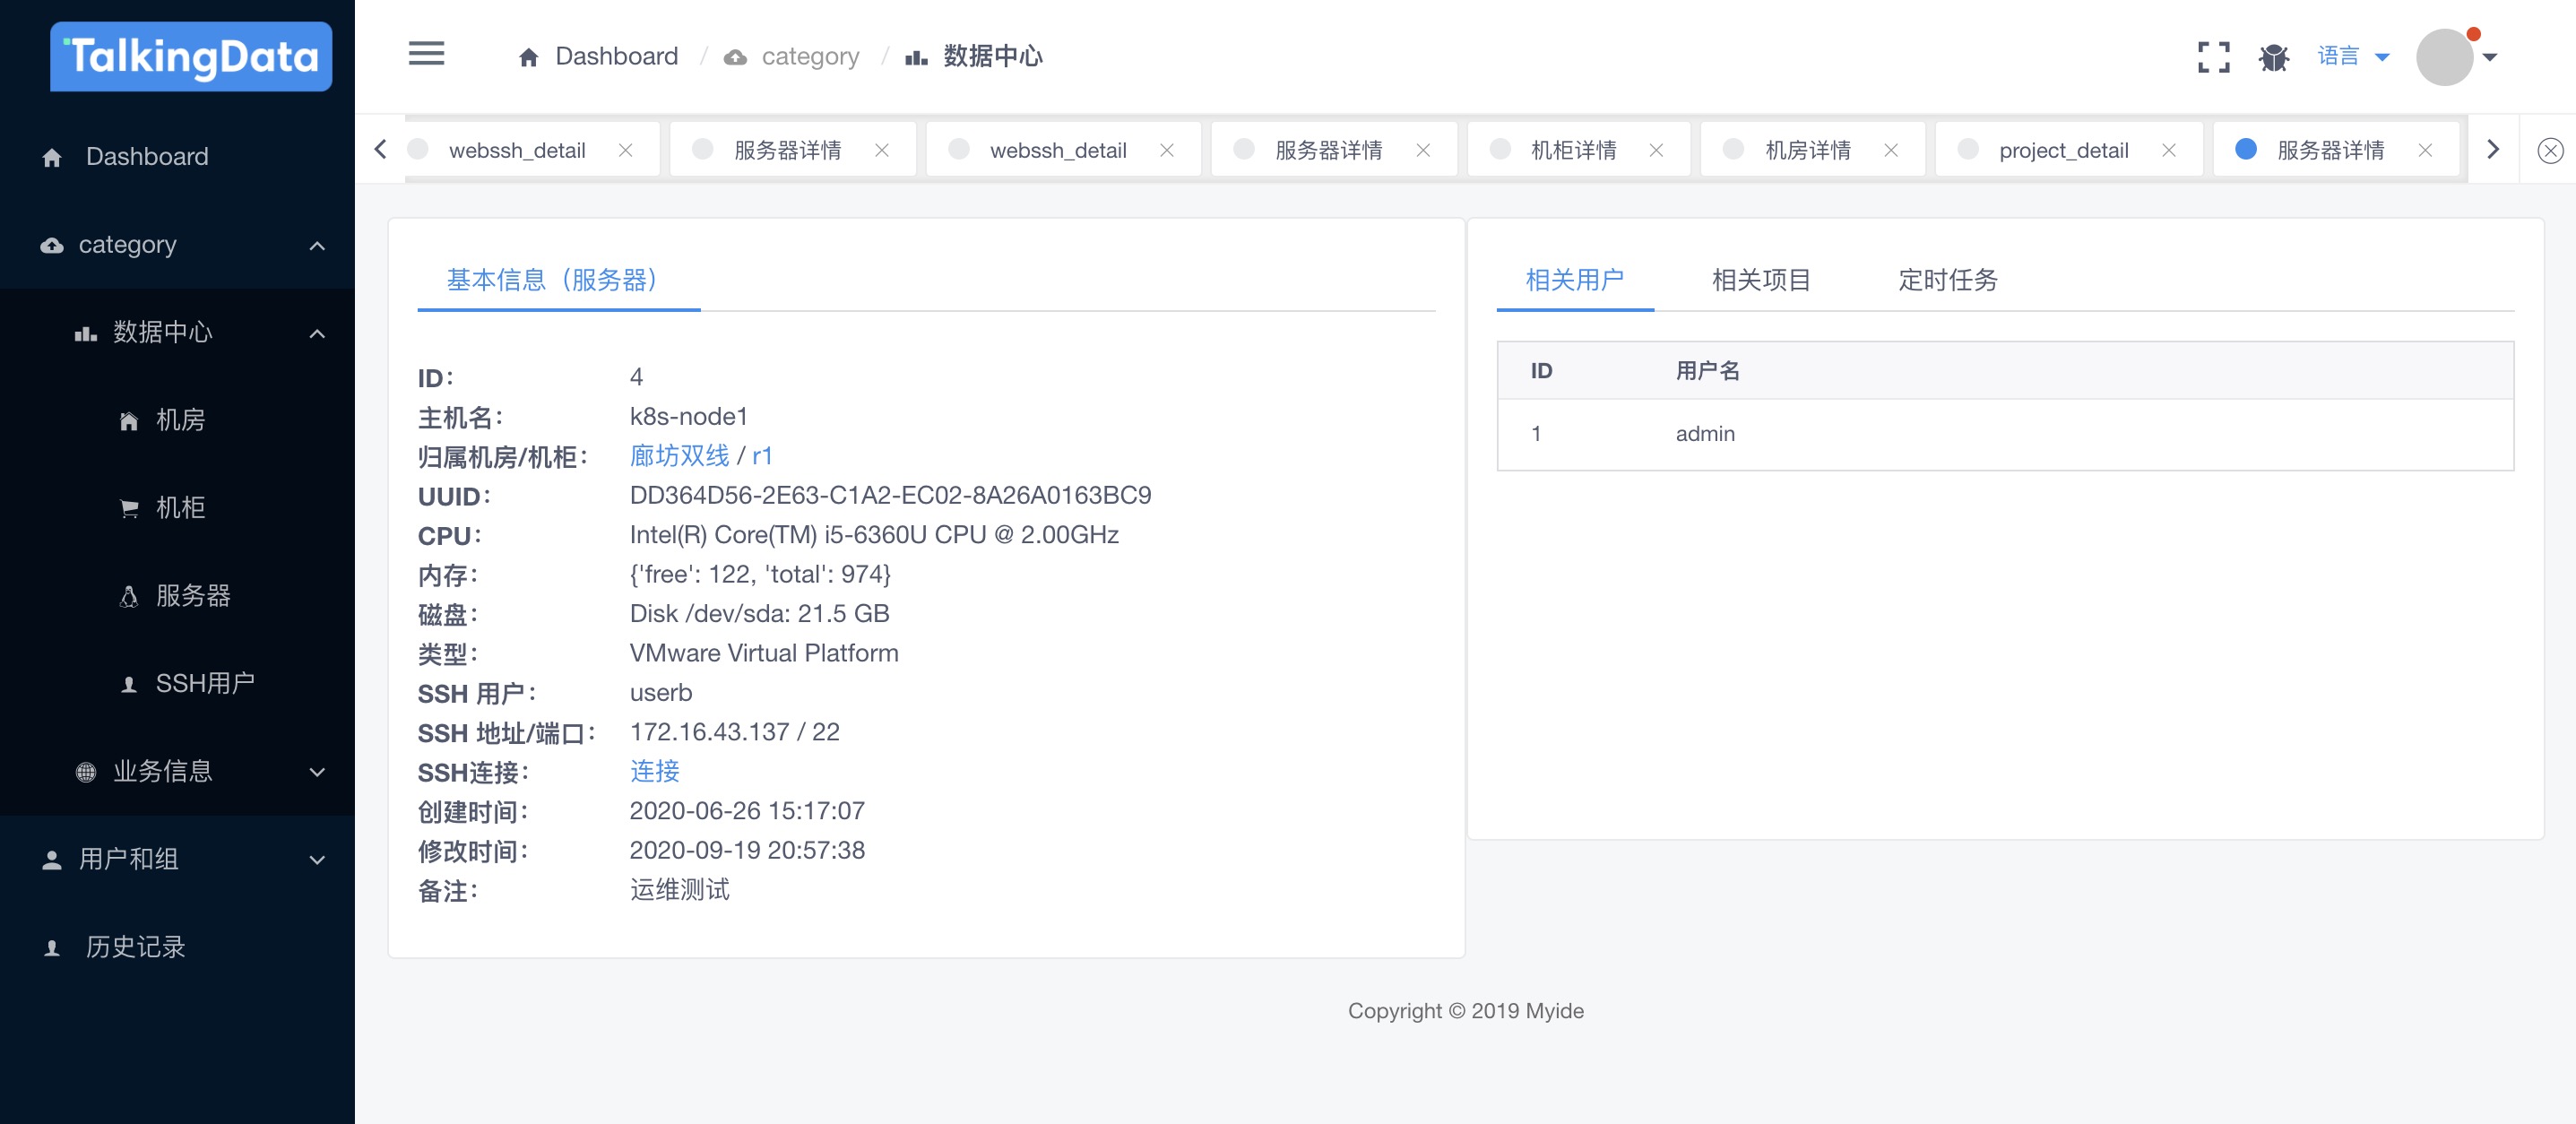 TalkingData
Dashboard
category
数据中心
机房
机柜
服务器
SSH用户
业务信息
用户和组
历史记录
Dashboard / category / 数据中心
语言
webssh_detail 服务器详情 webssh_detail 服务器详情 机柜详情 机房详情 project_detail 服务器详情
基本信息（服务器）
ID： 4
主机名： k8s-node1
归属机房/机柜： 廊坊双线 / r1
UUID： DD364D56-2E63-C1A2-EC02-8A26A0163BC9
CPU： Intel(R) Core(TM) i5-6360U CPU @ 2.00GHz
内存： {'free': 122, 'total': 974}
磁盘： Disk /dev/sda: 21.5 GB
类型： VMware Virtual Platform
SSH 用户： userb
SSH 地址/端口： 172.16.43.137 / 22
SSH连接： 连接
创建时间： 2020-06-26 15:17:07
修改时间： 2020-09-19 20:57:38
备注： 运维测试
相关用户 相关项目 定时任务
ID 用户名
1 admin
Copyright © 2019 Myide